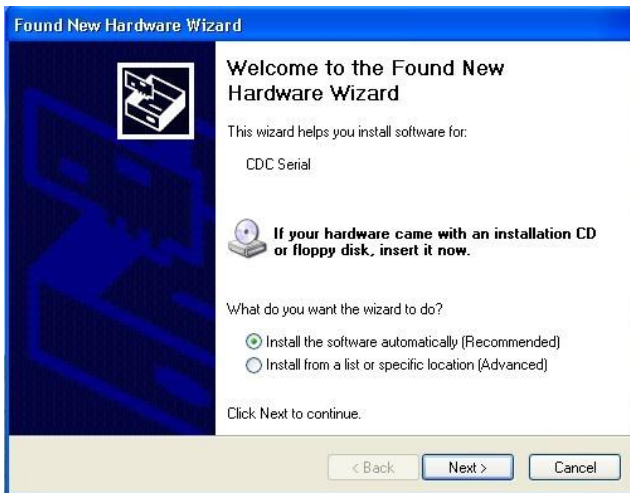 Found New Hardware Wizard
Welcome to the Found New
Hardware Wizard
This wizard helps you install software for:
CDC Serial
If your hardware came with an installation CD
or floppy disk, insert it now.
What do you want the wizard to do?
Install the software automatically (Recommended)
Install from a list or specific location (Advanced)
Click Next to continue.
< Back
Next >
Cancel